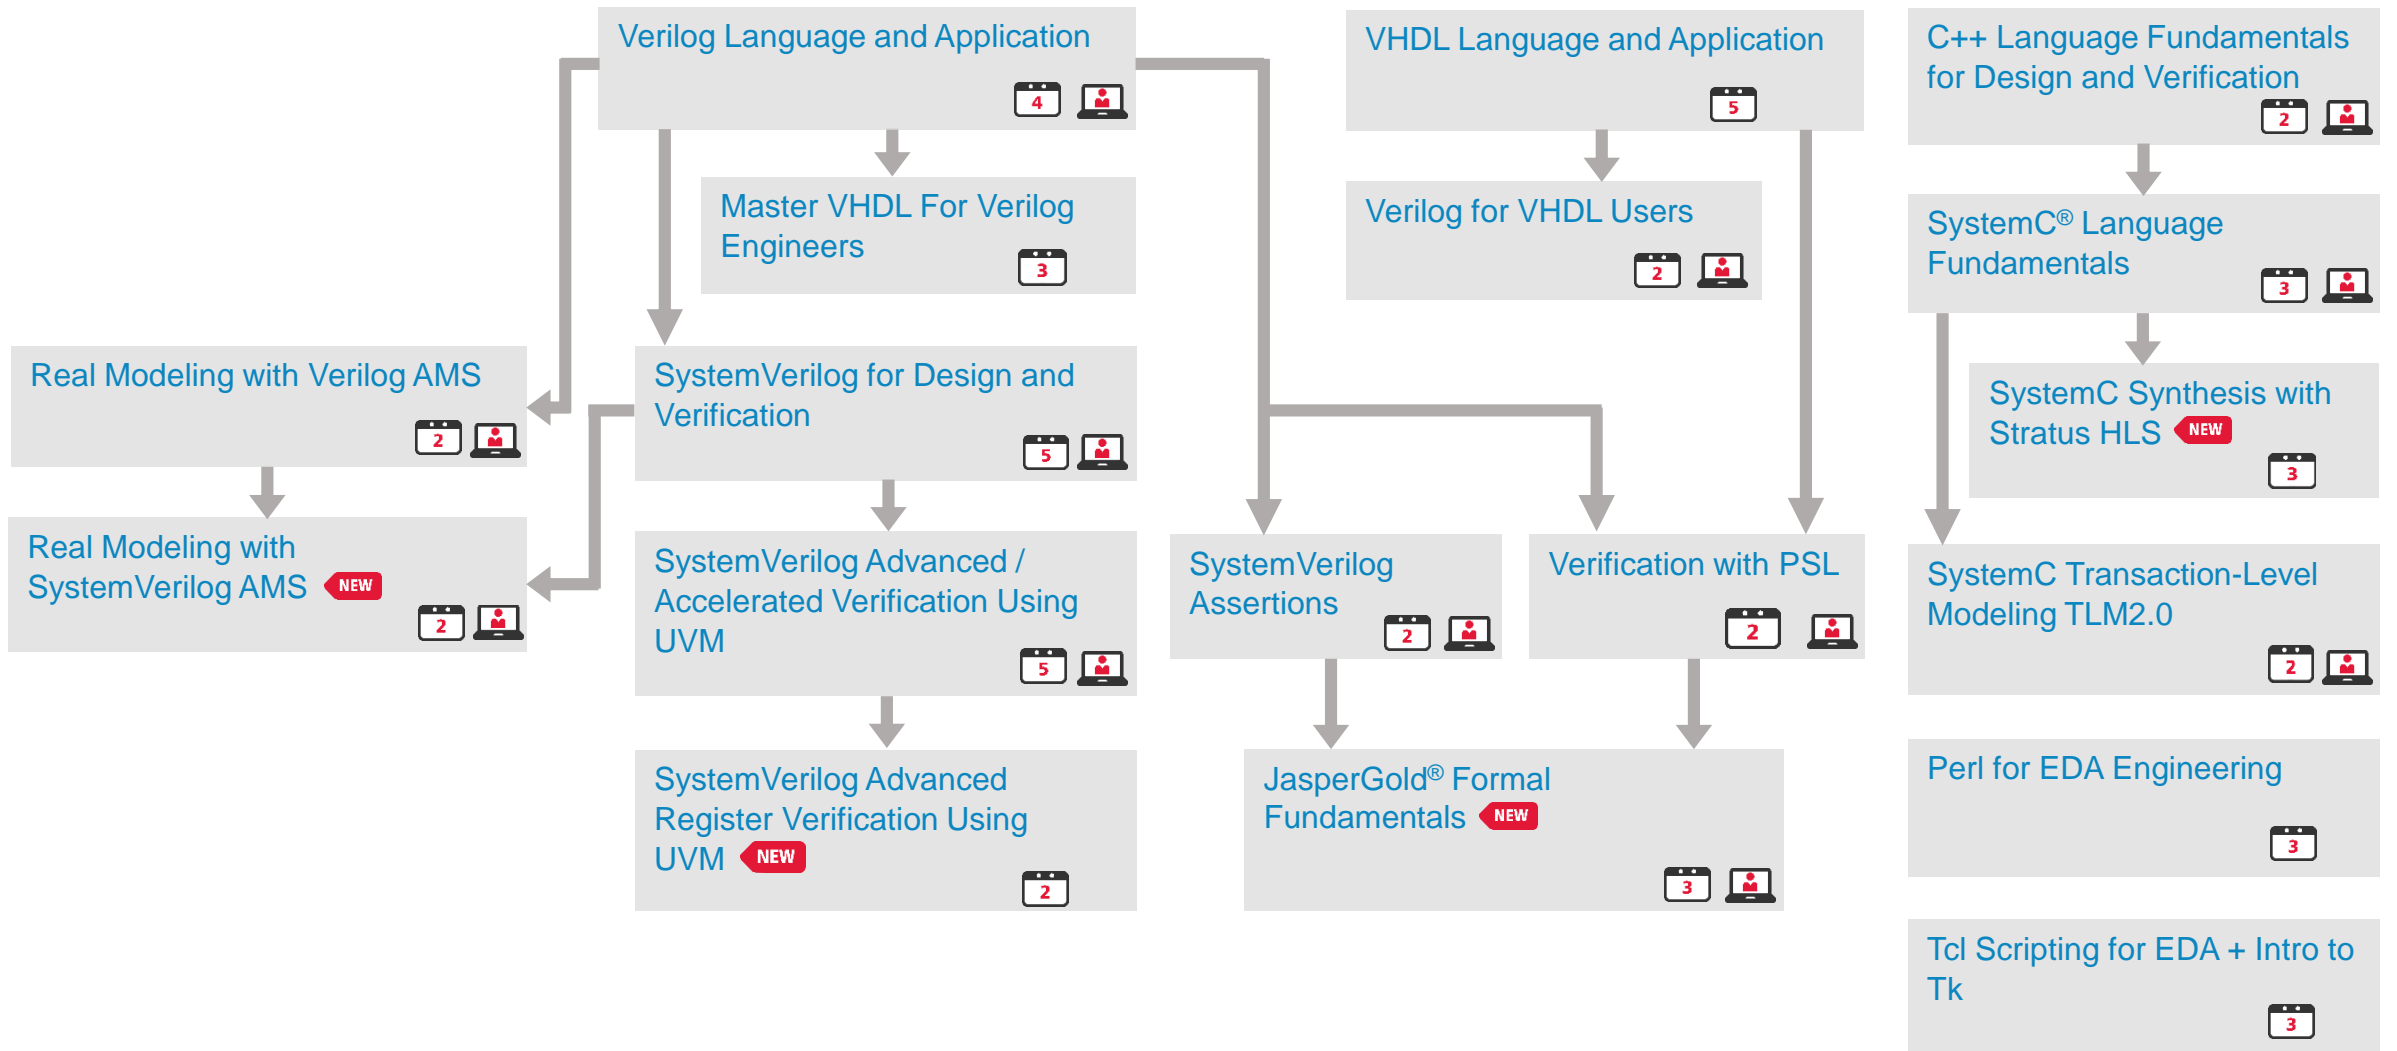 Verilog Language and Application
4
VHDL Language and Application
5
C++ Language Fundamentals
for Design and Verification
2
Master VHDL For Verilog
Engineers
3
Verilog for VHDL Users
2
SystemC® Language
Fundamentals
3
Real Modeling with Verilog AMS
2
SystemVerilog for Design and
Verification
5
SystemC Synthesis with
Stratus HLS NEW
3
Real Modeling with
SystemVerilog AMS NEW
2
SystemVerilog Advanced /
Accelerated Verification Using
UVM
5
SystemVerilog
Assertions
2
Verification with PSL
2
SystemC Transaction-Level
Modeling TLM2.0
2
SystemVerilog Advanced
Register Verification Using
UVM NEW
2
JasperGold® Formal
Fundamentals NEW
3
Perl for EDA Engineering
3
Tcl Scripting for EDA + Intro to
Tk
3